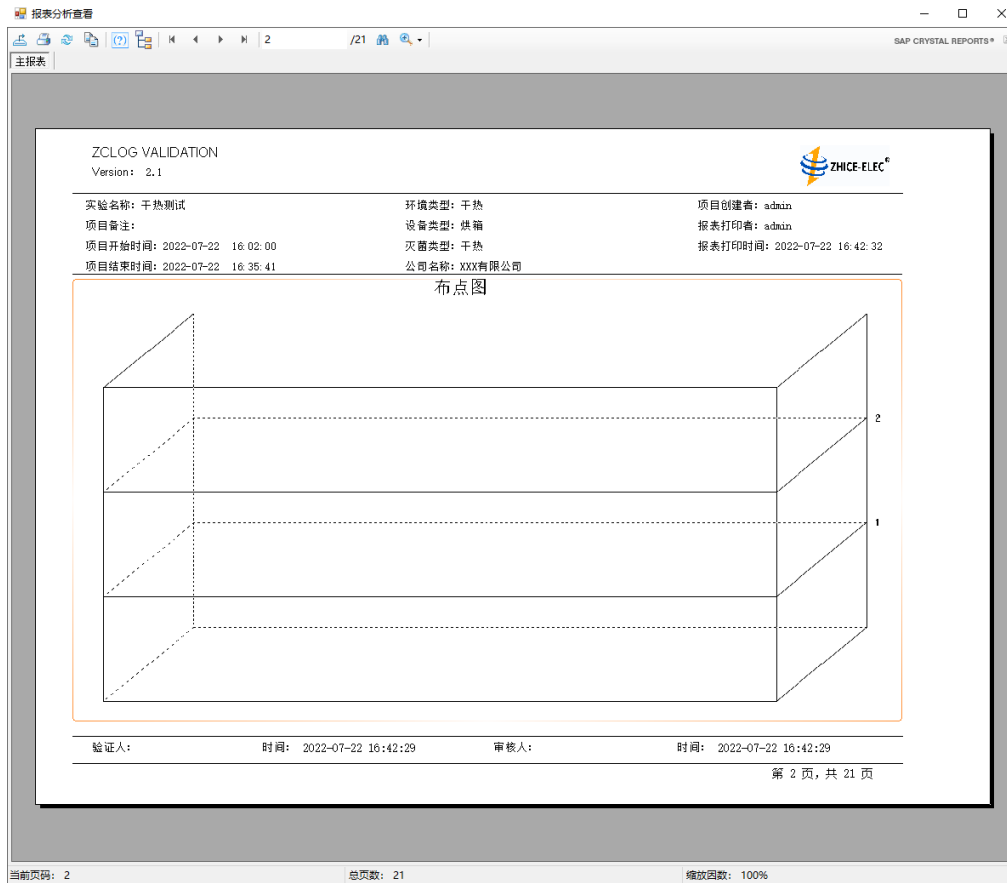 报表分析查看
2 /21
SAP CRYSTAL REPORTS®
主报表
ZCLOG VALIDATION
Version: 2.1
ZHICE-ELEC®
实验名称: 干热测试 环境类型: 干热 项目创建者: admin
项目备注: 设备类型: 烘箱 报表打印者: admin
项目开始时间: 2022-07-22 16:02:00 灭菌类型: 干热 报表打印时间: 2022-07-22 16:42:32
项目结束时间: 2022-07-22 16:35:41 公司名称: XXX有限公司
布点图
2
1
验证人: 时间: 2022-07-22 16:42:29 审核人: 时间: 2022-07-22 16:42:29
第 2 页, 共 21 页
当前页码: 2 总页数: 21 缩放因数: 100%